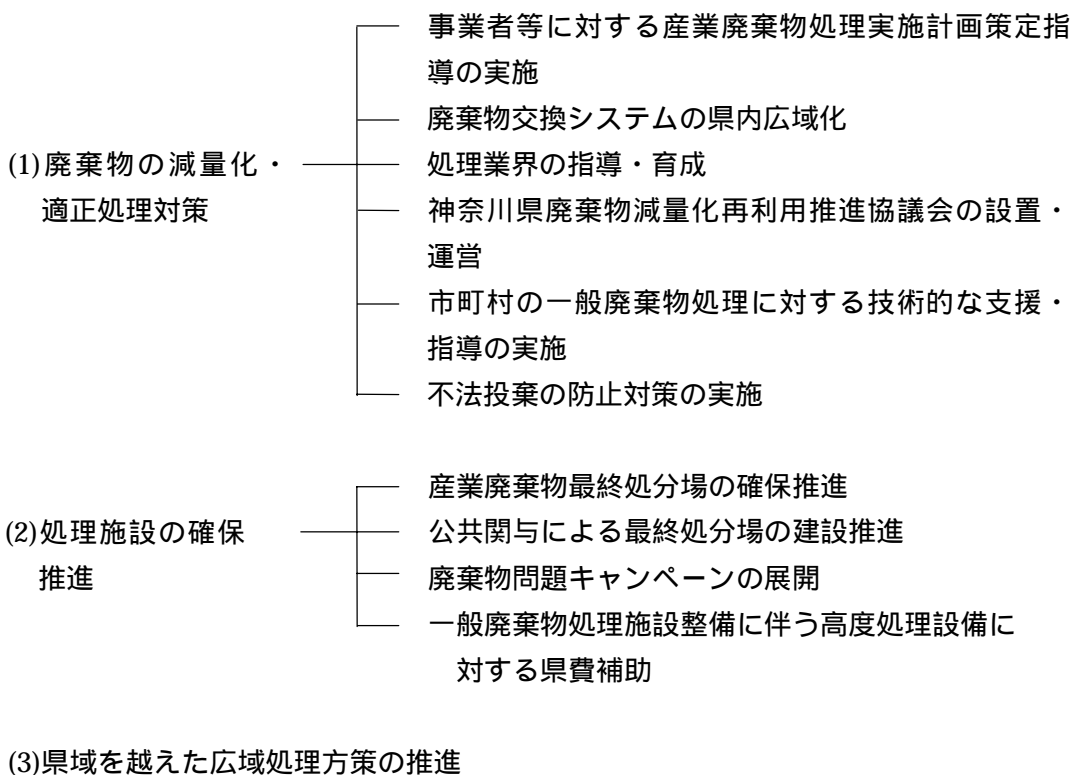 事業者等に対する産業廃棄物処理実施計画策定指
導の実施
廃棄物交換システムの県内広域化
(1)廃棄物の減量化・
適正処理対策
処理業界の指導・育成
神奈川県廃棄物減量化再利用推進協議会の設置・
運営
市町村の一般廃棄物処理に対する技術的な支援・
指導の実施
不法投棄の防止対策の実施
(2)処理施設の確保
推進
産業廃棄物最終処分場の確保推進
公共関与による最終処分場の建設推進
廃棄物問題キャンペーンの展開
一般廃棄物処理施設整備に伴う高度処理設備に
対する県費補助
(3)県域を越えた広域処理方策の推進